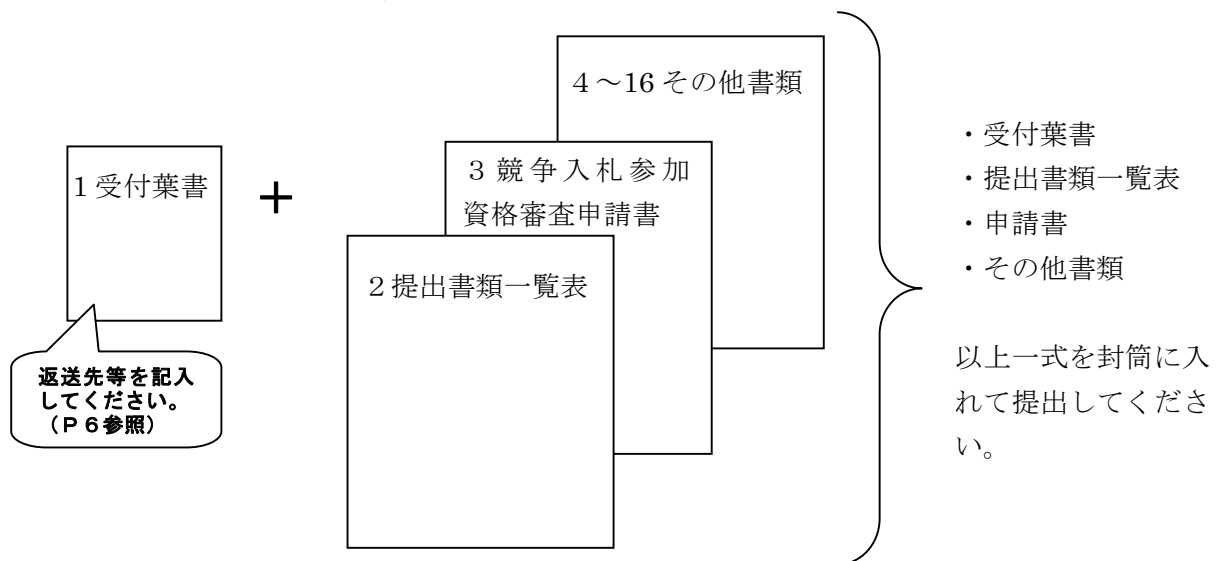 4～16その他書類
3競争入札参加
資格審査申請書
2提出書類一覧表
1受付葉書
＋
返送先等を記入
してください。
（P6参照）
・受付葉書
・提出書類一覧表
・申請書
・その他書類
以上一式を封筒に入
れて提出してくださ
い。